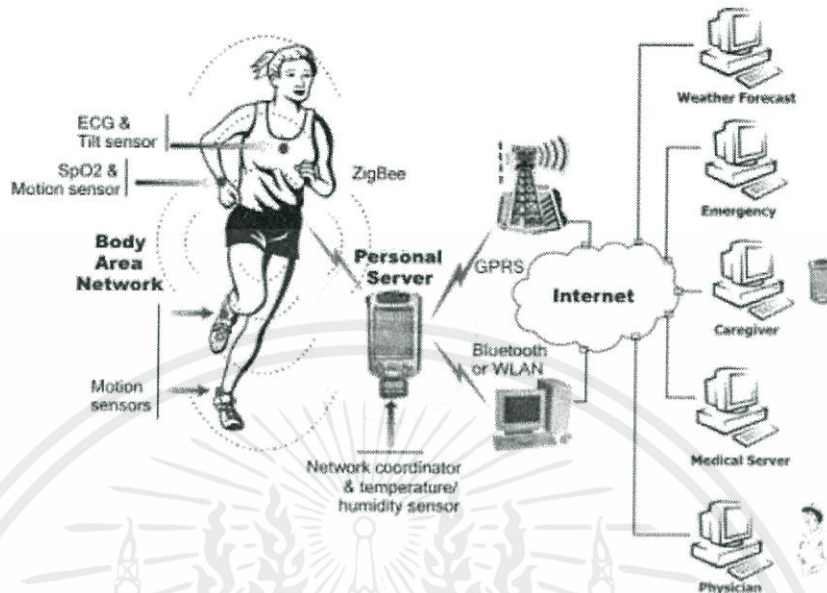 ECG &
Tilt sensor
SpO2 &
Motion sensor
Body
Area
Network
Motion
sensors
ZigBee
Personal
Server
Network coordinator
& temperature/
humidity sensor
GPRS
Bluetooth
or WLAN
Internet
Weather Forecast
Emergency
Caregiver
Medical Server
Physician